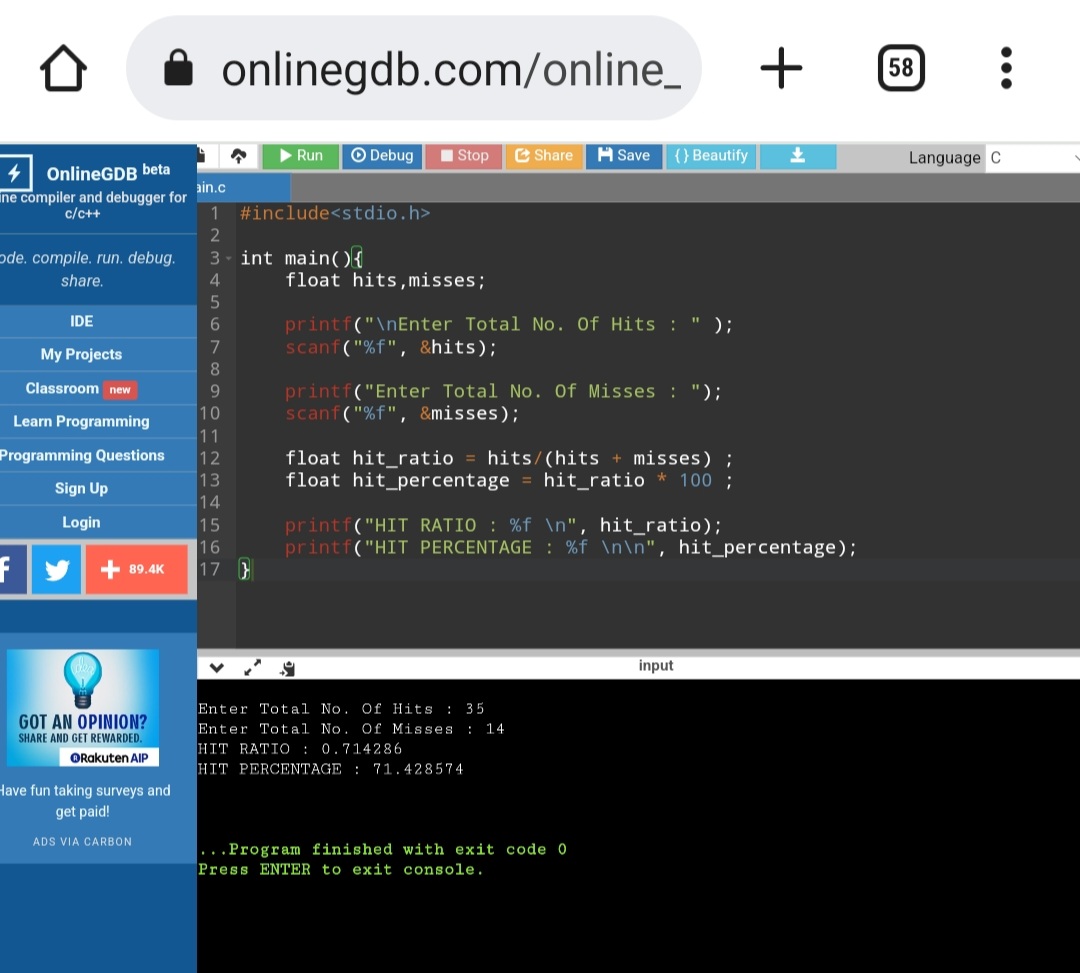 onlinegdb.com/online_
58
Run Debug Stop Share Save {} Beautify
Language C
OnlineGDB beta
ne compiler and debugger for
c/c++
ode. compile. run. debug.
share.
IDE
My Projects
Classroom new
Learn Programming
Programming Questions
Sign Up
Login
f
+ 89.4K
GOT AN OPINION?
SHARE AND GET REWARDED.
Rakuten AIP
Have fun taking surveys and
get paid!
ADS VIA CARBON
ain.c
1 #include<stdio.h>
2
3 int main(){
4 float hits,misses;
5
6 printf("\nEnter Total No. Of Hits : " );
7 scanf("%f", &hits);
8
9 printf("Enter Total No. Of Misses : ");
10 scanf("%f", &misses);
11
12 float hit_ratio = hits/(hits + misses) ;
13 float hit_percentage = hit_ratio * 100 ;
14
15 printf("HIT RATIO : %f \n", hit_ratio);
16 printf("HIT PERCENTAGE : %f \n\n", hit_percentage);
17 }
input
Enter Total No. Of Hits : 35
Enter Total No. Of Misses : 14
HIT RATIO : 0.714286
HIT PERCENTAGE : 71.428574
...Program finished with exit code 0
Press ENTER to exit console.